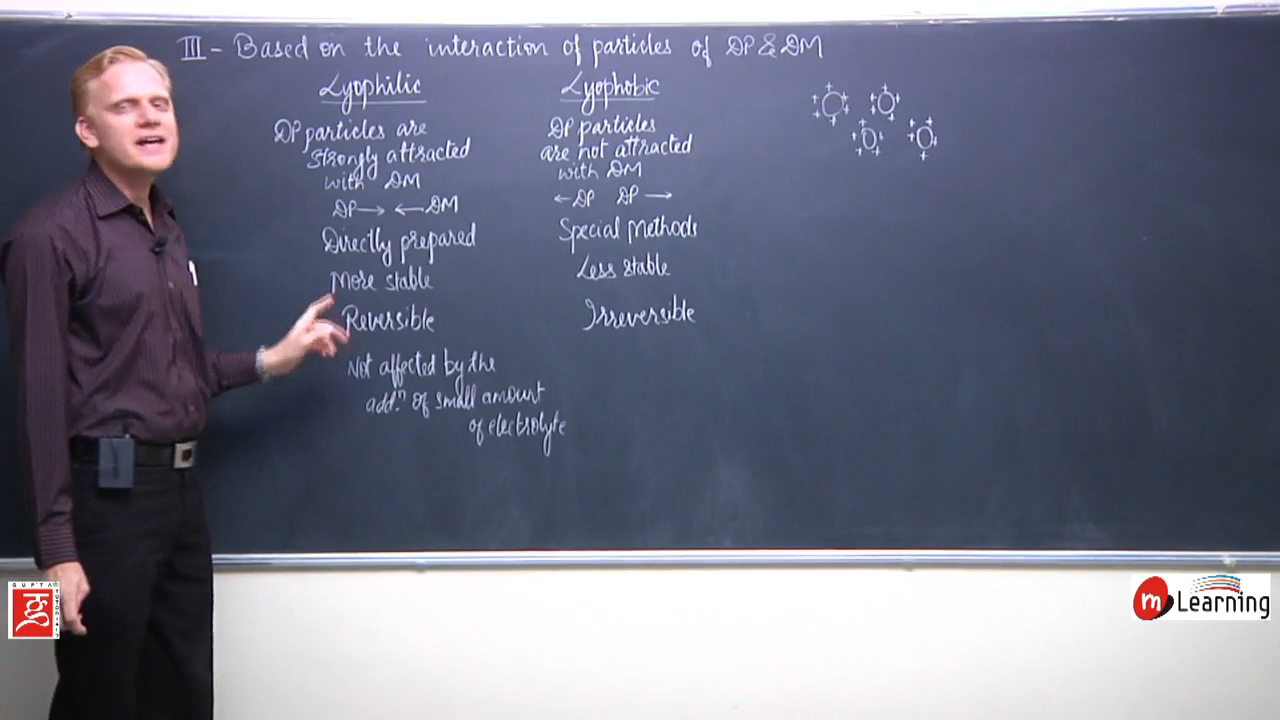 III - Based on the interaction of particles of DP & DM
Lyophilic
Lyophobic
DP particles are
strongly attracted
with DM
DP→ ←DM
Directly prepared
More stable
Reversible
Not affected by the
addⁿ. of small amount
of electrolyte
DP particles
are not attracted
with DM
←DP DP→
Special Methods
Less stable
Irreversible
+ + + + + +
GUPTA
TUTORIALS
m Learning